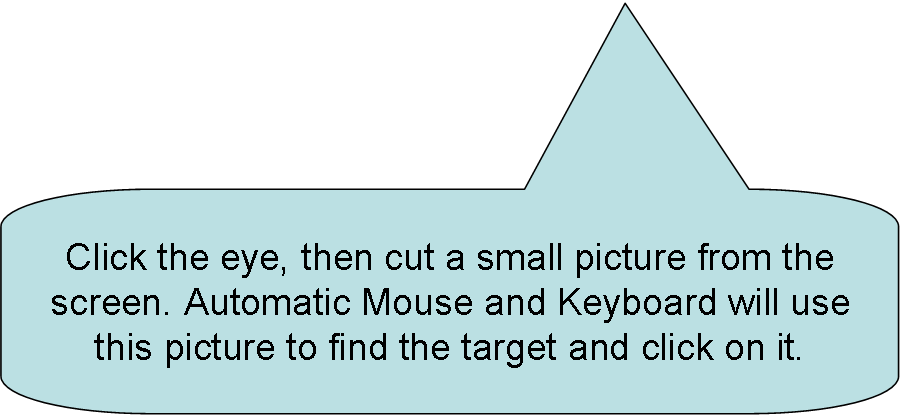 Click the eye, then cut a small picture from the
screen. Automatic Mouse and Keyboard will use
this picture to find the target and click on it.